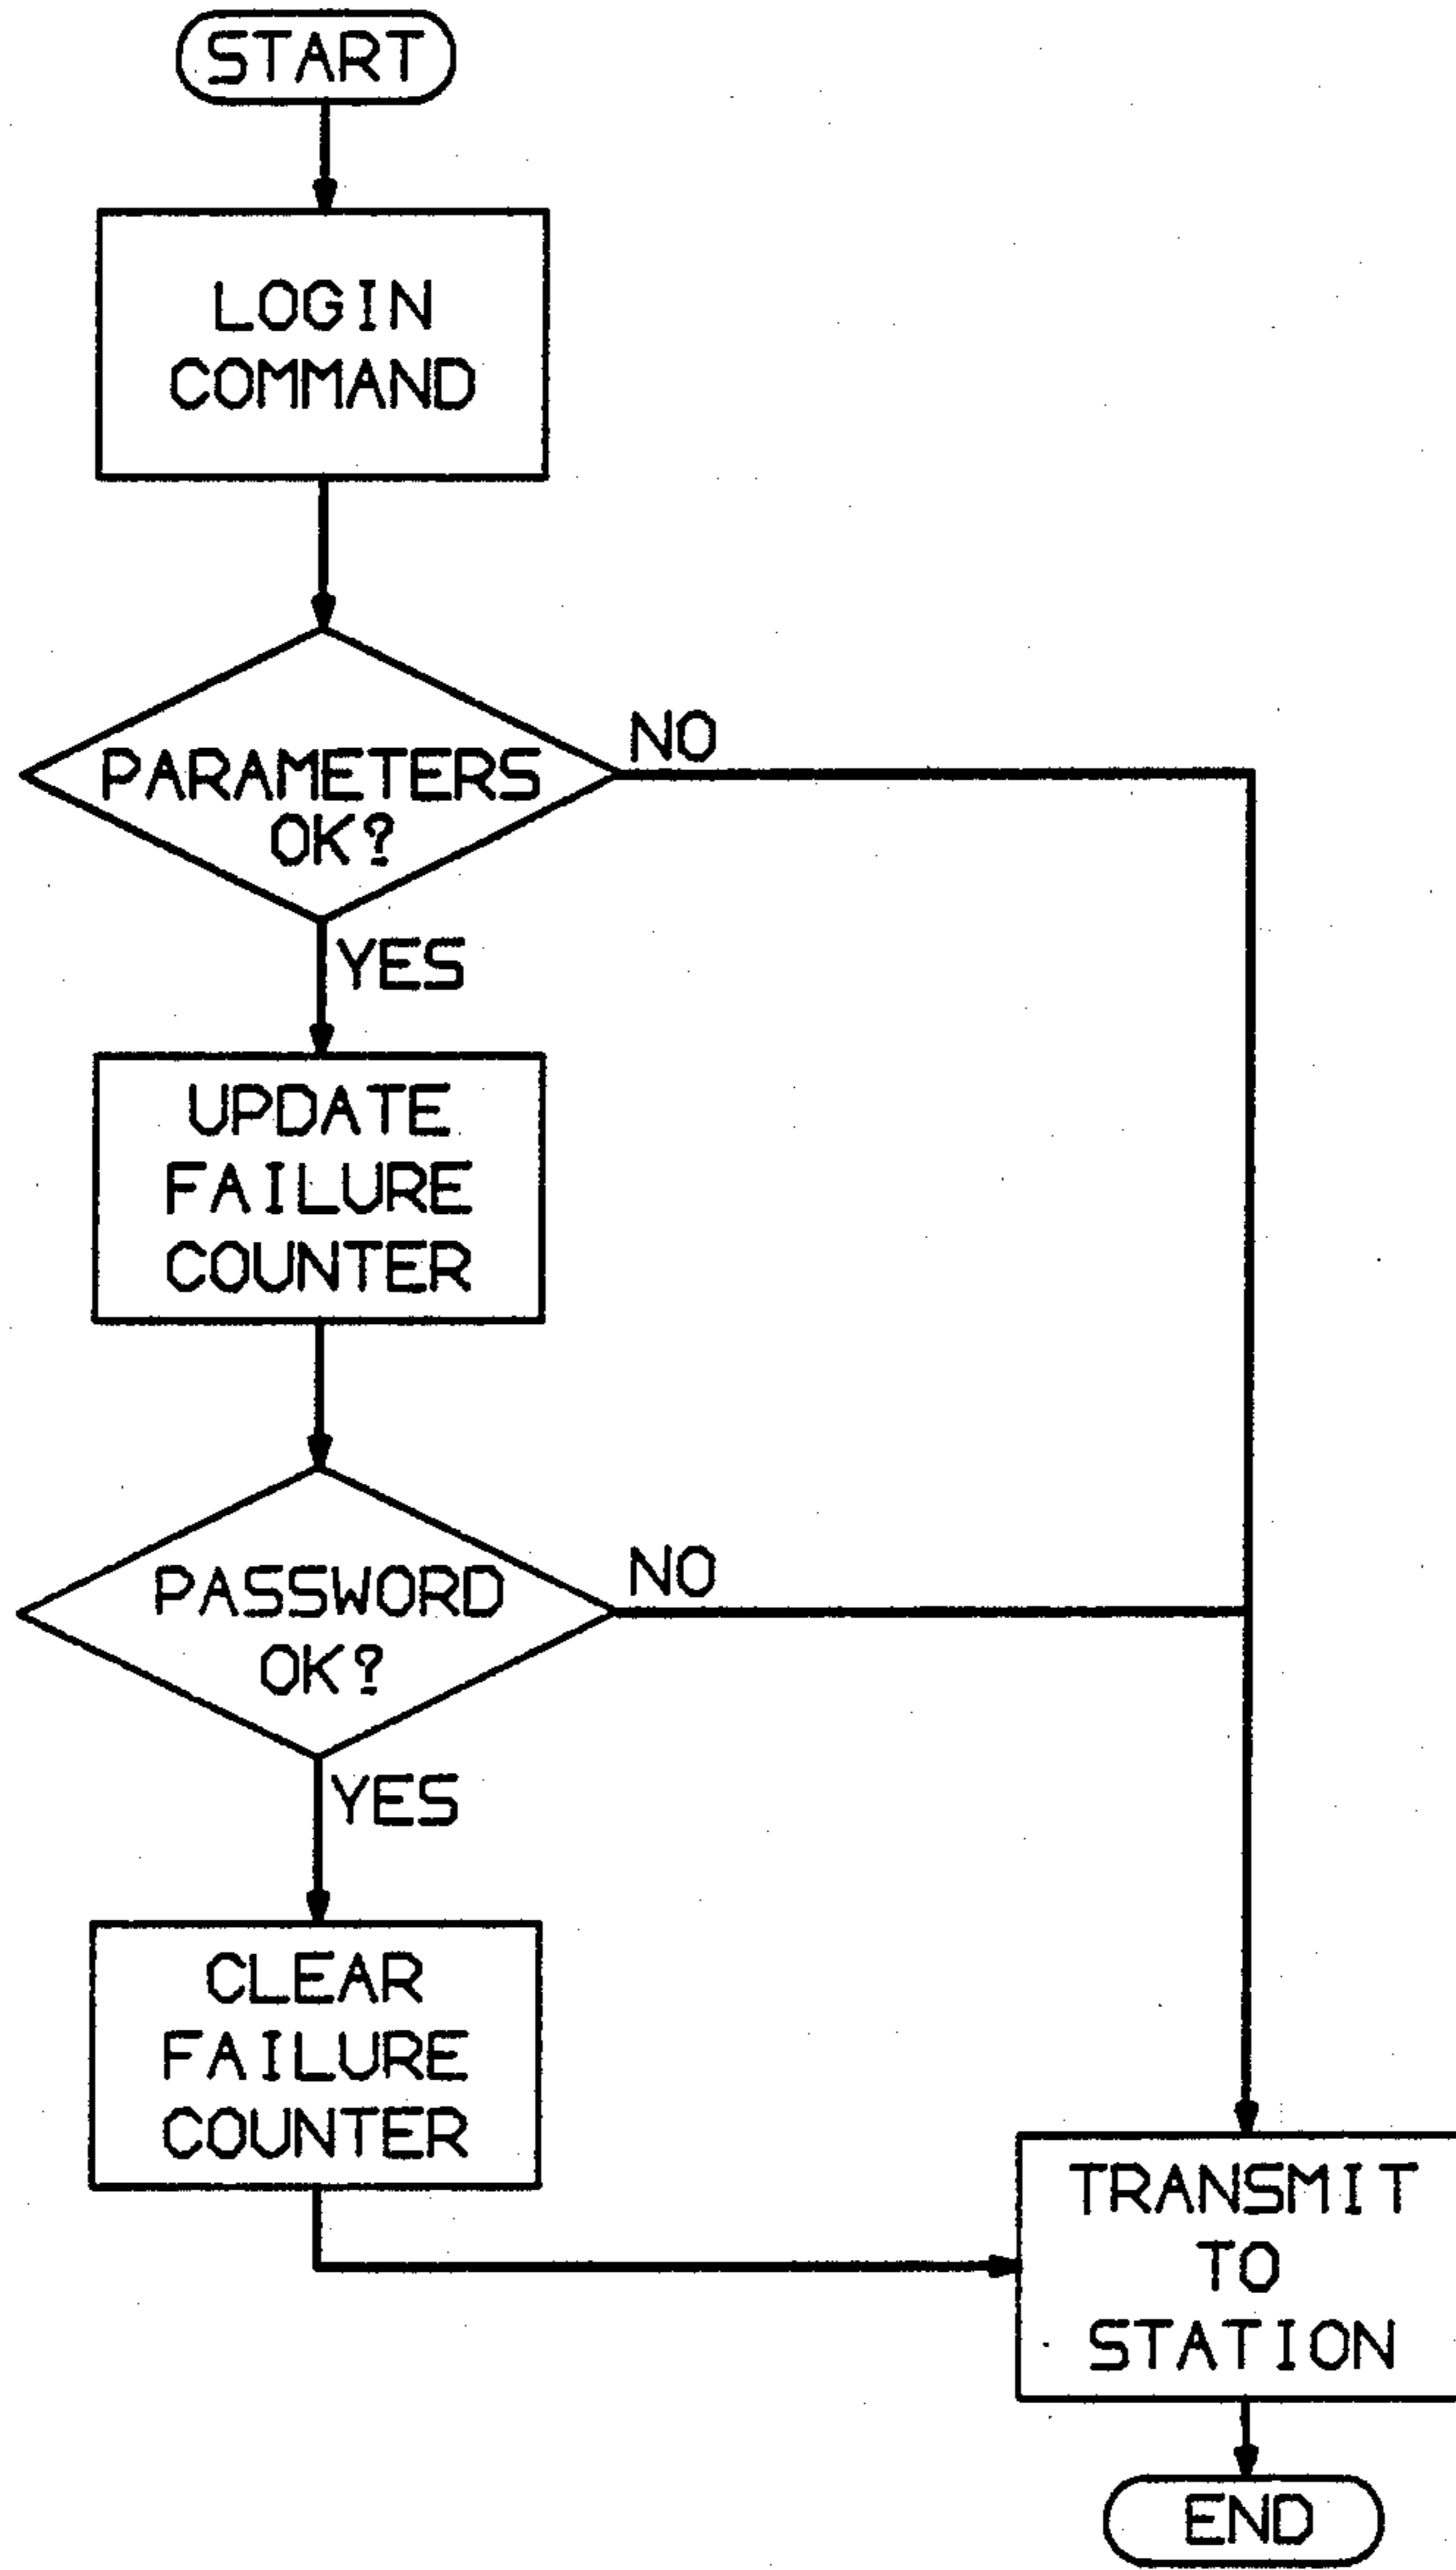 START
LOGIN
COMMAND
PARAMETERS
OK?
NO
YES
UPDATE
FAILURE
COUNTER
PASSWORD
OK?
NO
YES
CLEAR
FAILURE
COUNTER
TRANSMIT
TO
STATION
END